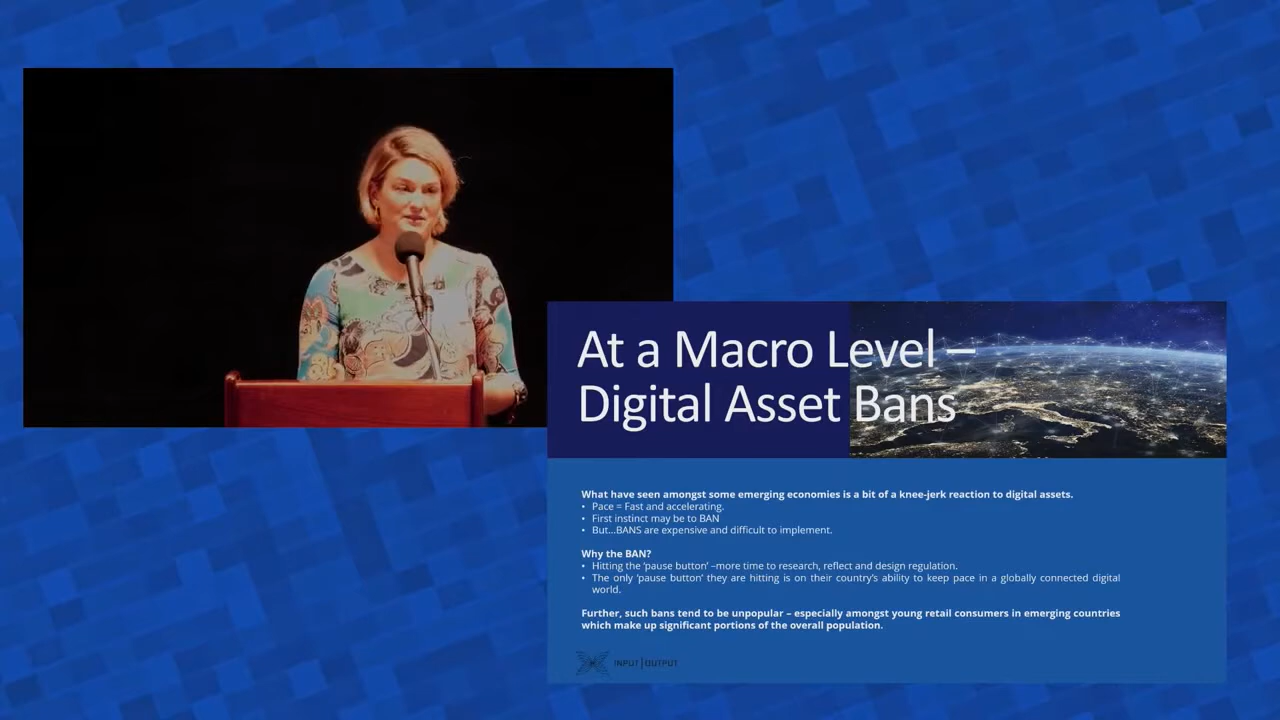 At a Macro Level –
Digital Asset Bans
What have seen amongst some emerging economies is a bit of a knee-jerk reaction to digital assets.
• Pace = Fast and accelerating.
• First instinct may be to BAN
• But...BANS are expensive and difficult to implement.
Why the BAN?
• Hitting the ‘pause button’ –more time to research, reflect and design regulation.
• The only ‘pause button’ they are hitting is on their country’s ability to keep pace in a globally connected digital
world.
Further, such bans tend to be unpopular – especially amongst young retail consumers in emerging countries
which make up significant portions of the overall population.
INPUT | OUTPUT